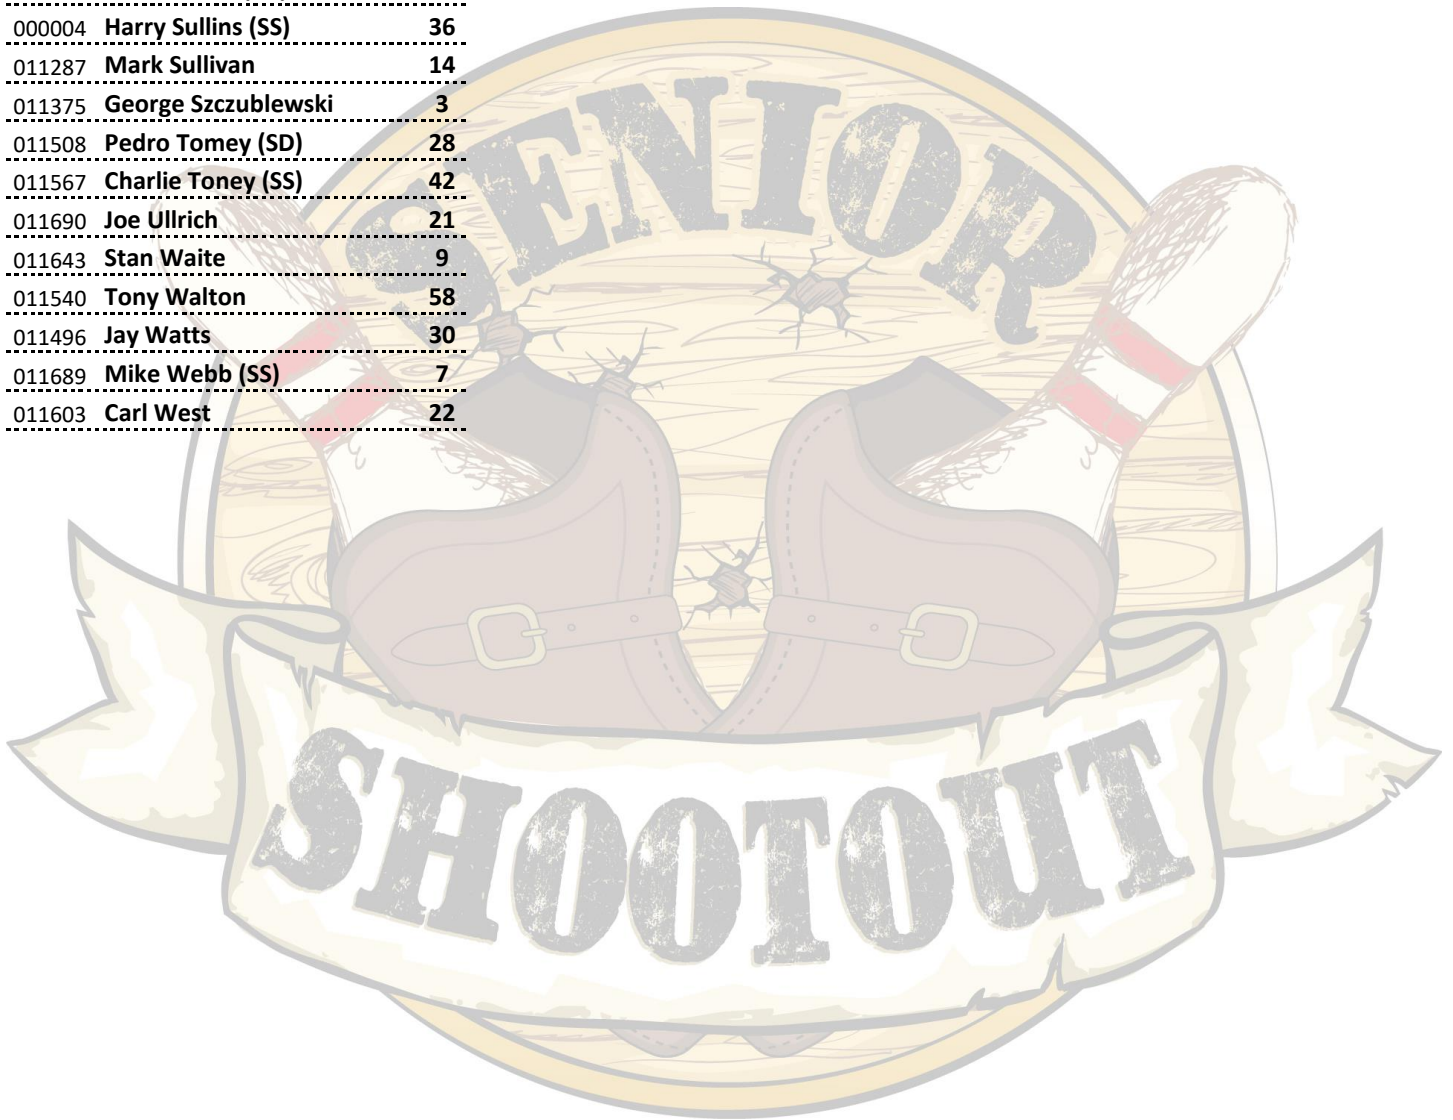 000004 Harry Sullins (SS) 36
011287 Mark Sullivan 14
011375 George Szczublewski 3
011508 Pedro Tomey (SD) 28
011567 Charlie Toney (SS) 42
011690 Joe Ullrich 21
011643 Stan Waite 9
011540 Tony Walton 58
011496 Jay Watts 30
011689 Mike Webb (SS) 7
011603 Carl West 22
SENIOR
SHOOTOUT